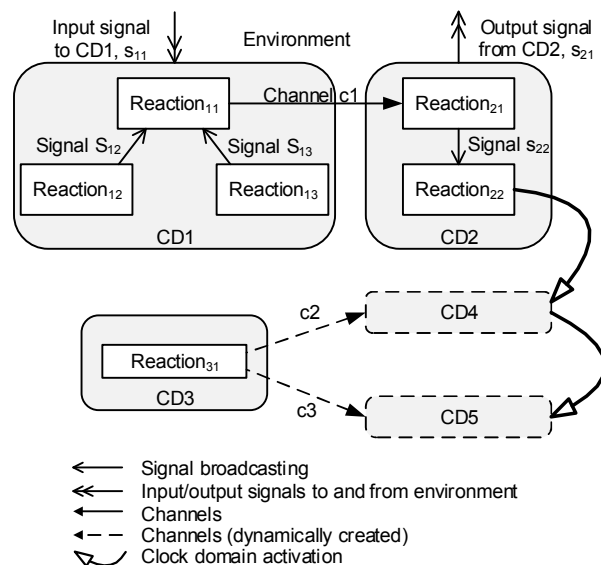 Input signal
to CD1, s₁₁
Environment
Output signal
from CD2, s₂₁
Reaction₁₁
Channel c1
Reaction₂₁
Signal S₁₂
Signal S₁₃
Signal s₂₂
Reaction₁₂
Reaction₁₃
Reaction₂₂
CD1
CD2
c2
CD4
Reaction₃₁
CD3
c3
CD5
Signal broadcasting
Input/output signals to and from environment
Channels
Channels (dynamically created)
Clock domain activation